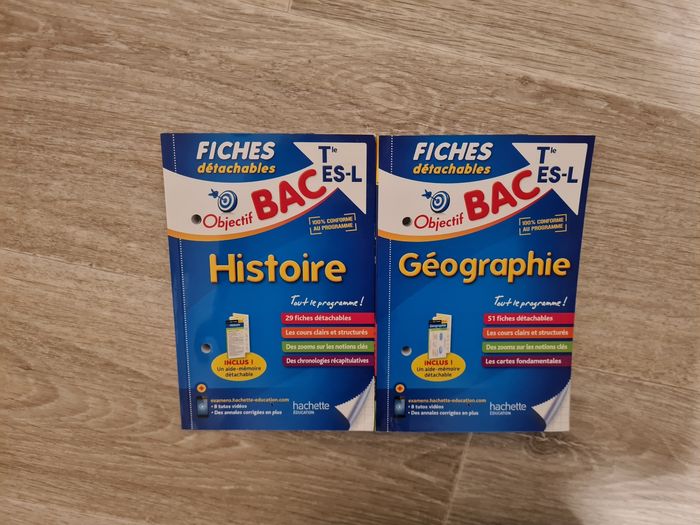 FICHES
détachables
Tle
ES-L
Objectif BAC
100% CONFORME
AU PROGRAMME
Histoire
Tout le programme !
29 fiches détachables
Les cours clairs et structurés
Des zooms sur les notions clés
Des chronologies récapitulatives
INCLUS !
Un aide-mémoire
détachable
examens.hachette-education.com
• 8 tutos vidéos
• Des annales corrigées en plus
hachette
ÉDUCATION
FICHES
détachables
Tle
ES-L
Objectif BAC
100% CONFORME
AU PROGRAMME
Géographie
Tout le programme !
51 fiches détachables
Les cours clairs et structurés
Des zooms sur les notions clés
Les cartes fondamentales
INCLUS !
Un aide-mémoire
détachable
examens.hachette-education.com
• 8 tutos vidéos
• Des annales corrigées en plus
hachette
ÉDUCATION